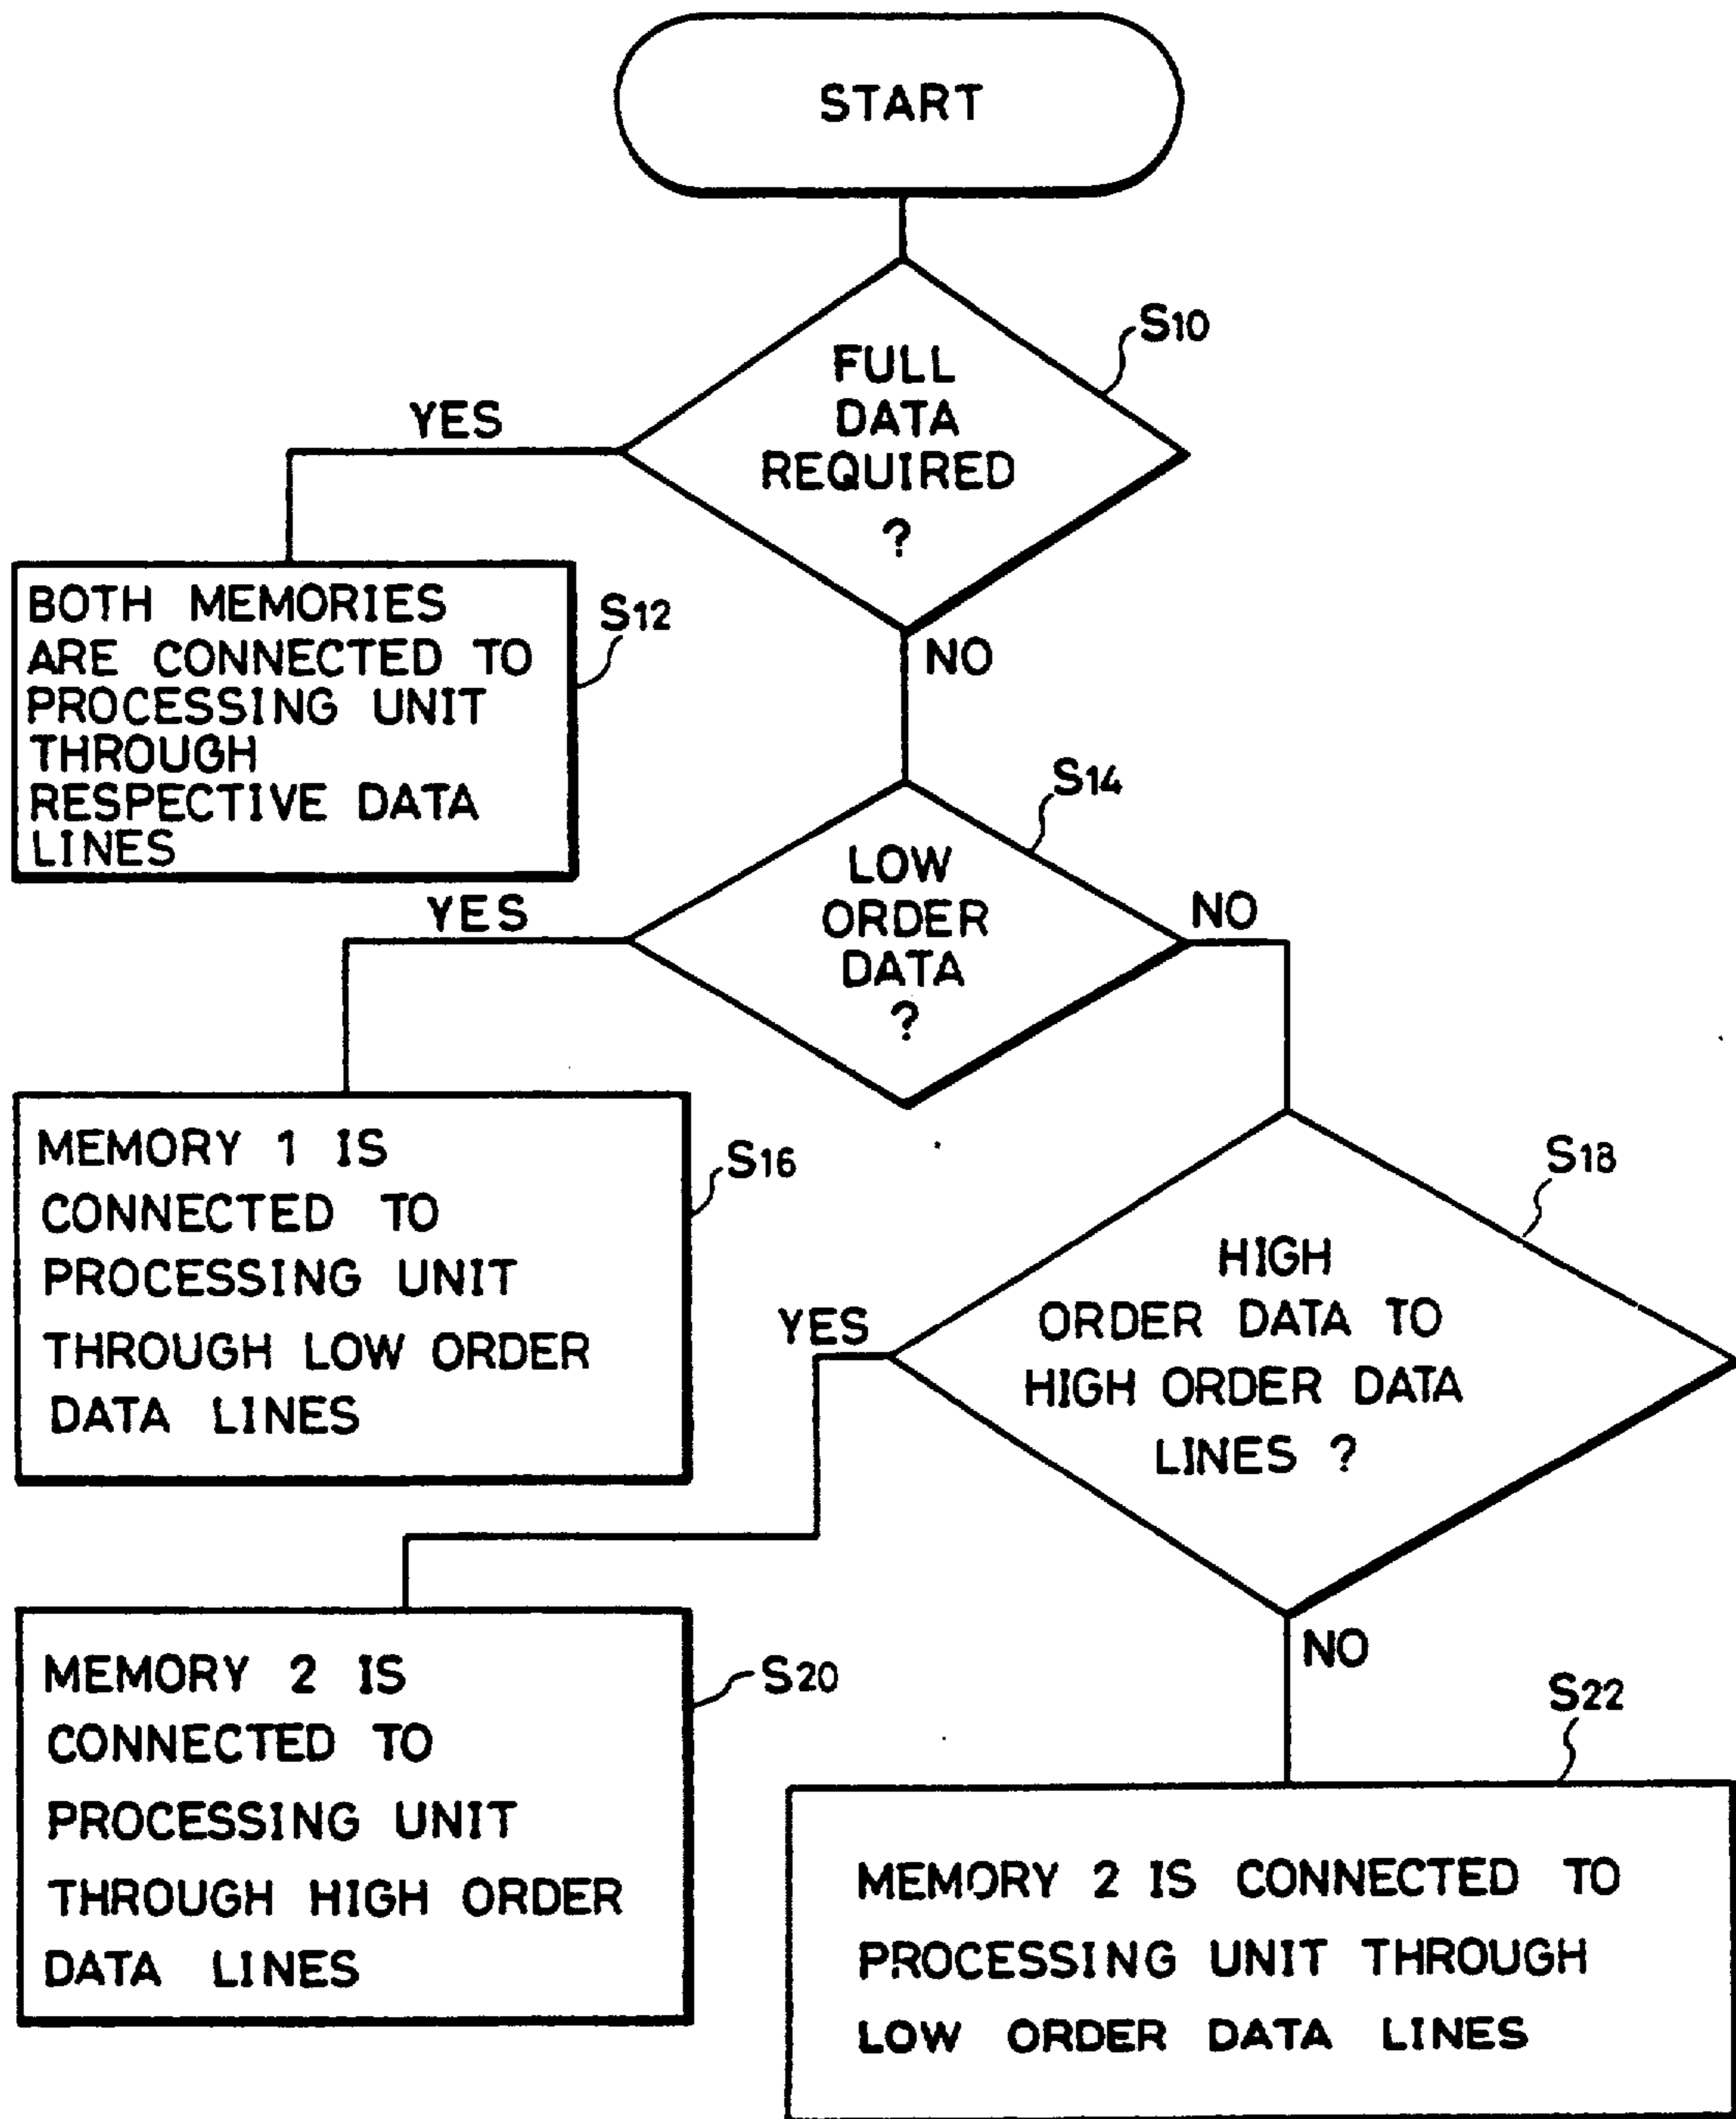 START
S10
FULL
DATA
REQUIRED
?
YES
NO
BOTH MEMORIES
ARE CONNECTED TO
PROCESSING UNIT
THROUGH
RESPECTIVE DATA
LINES
S12
S14
LOW
ORDER
DATA
?
YES
NO
MEMORY 1 IS
CONNECTED TO
PROCESSING UNIT
THROUGH LOW ORDER
DATA LINES
S16
S18
HIGH
ORDER DATA TO
HIGH ORDER DATA
LINES ?
YES
NO
MEMORY 2 IS
CONNECTED TO
PROCESSING UNIT
THROUGH HIGH ORDER
DATA LINES
S20
S22
MEMORY 2 IS CONNECTED TO
PROCESSING UNIT THROUGH
LOW ORDER DATA LINES